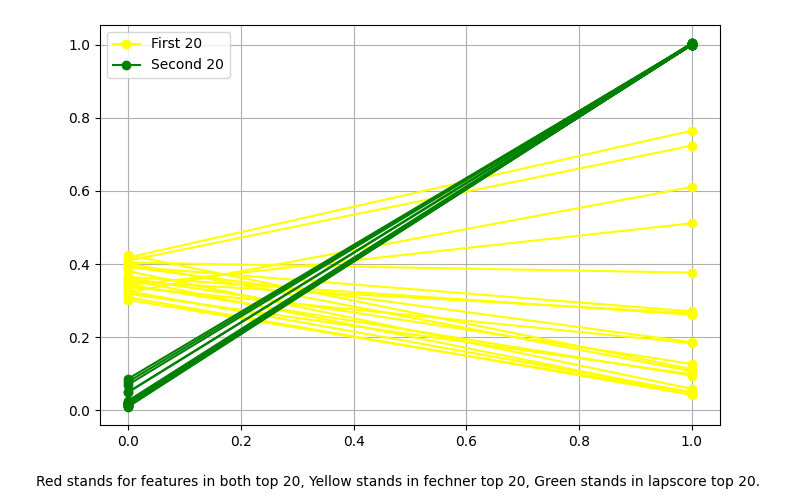 First 20
Second 20
1.0
0.8
0.6
0.4
0.2
0.0
0.0 0.2 0.4 0.6 0.8 1.0
Red stands for features in both top 20, Yellow stands in fechner top 20, Green stands in lapscore top 20.